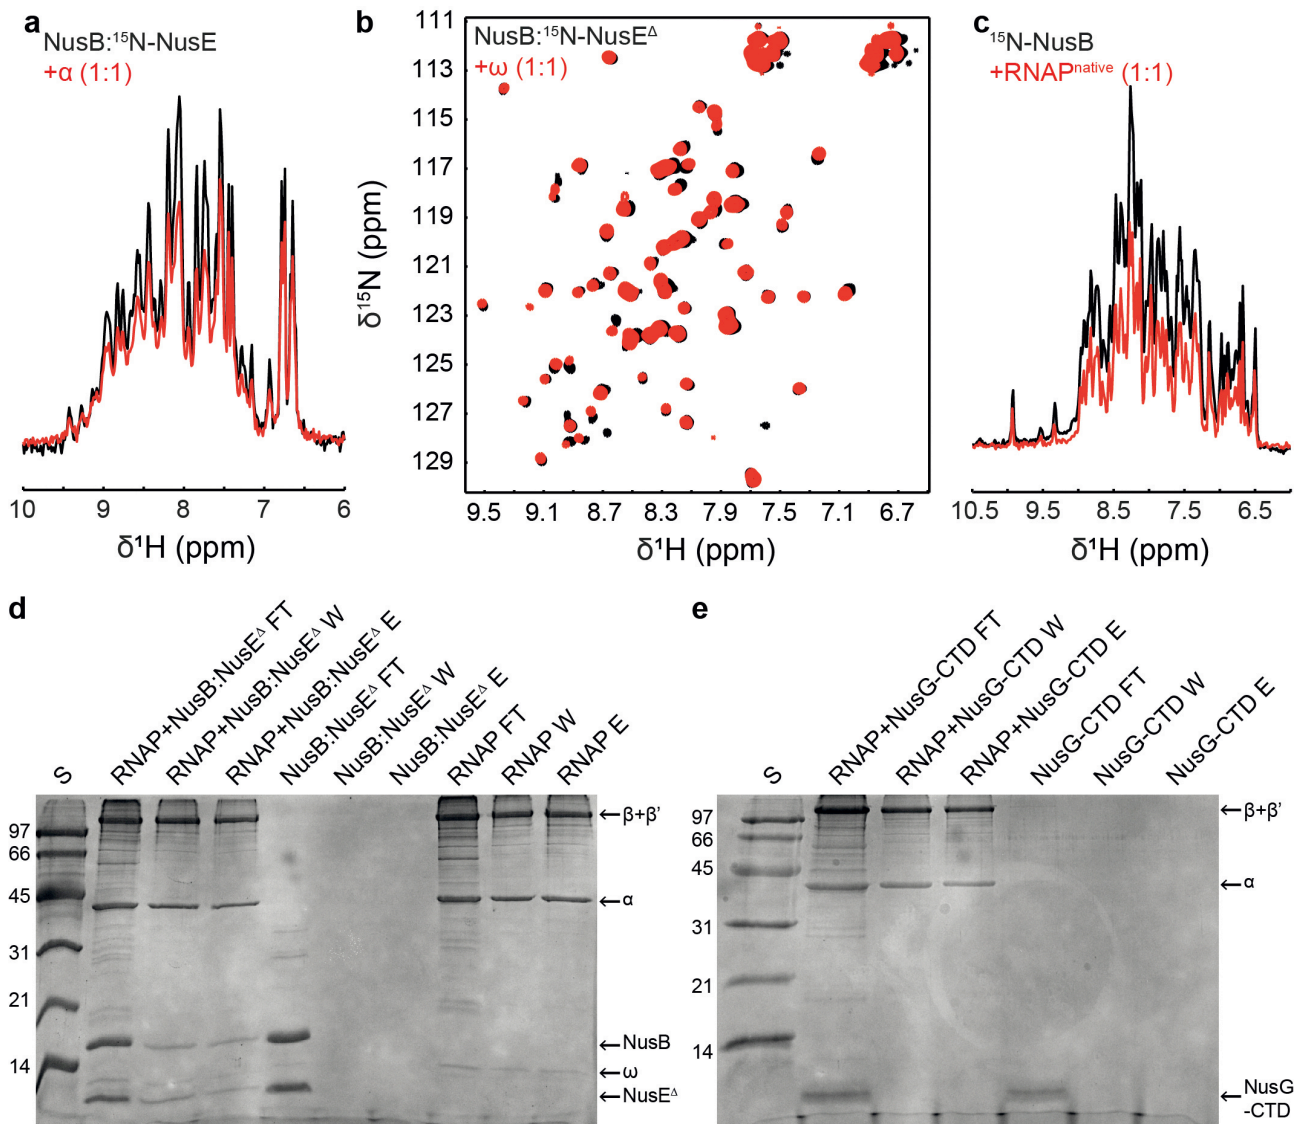 a
NusB:¹⁵N-NusE
+α (1:1)
10 9 8 7 6
δ¹H (ppm)
b
NusB:¹⁵N-NusE^Δ
+ω (1:1)
111
113
115
117
119
121
123
125
127
129
δ¹⁵N (ppm)
9.5 9.1 8.7 8.3 7.9 7.5 7.1 6.7
δ¹H (ppm)
c
¹⁵N-NusB
+RNAPⁿᵃᵗⁱᵛᵉ (1:1)
10.5 9.5 8.5 7.5 6.5
δ¹H (ppm)
d
S
RNAP+NusB:NusE^Δ FT
RNAP+NusB:NusE^Δ W
RNAP+NusB:NusE^Δ E
NusB:NusE^Δ FT
NusB:NusE^Δ W
NusB:NusE^Δ E
RNAP FT
RNAP W
RNAP E
97
66
45
31
21
14
←β+β'
←α
←NusB
←ω
←NusE^Δ
e
S
RNAP+NusG-CTD FT
RNAP+NusG-CTD W
RNAP+NusG-CTD E
NusG-CTD FT
NusG-CTD W
NusG-CTD E
97
66
45
31
21
14
←β+β'
←α
←NusG
-CTD